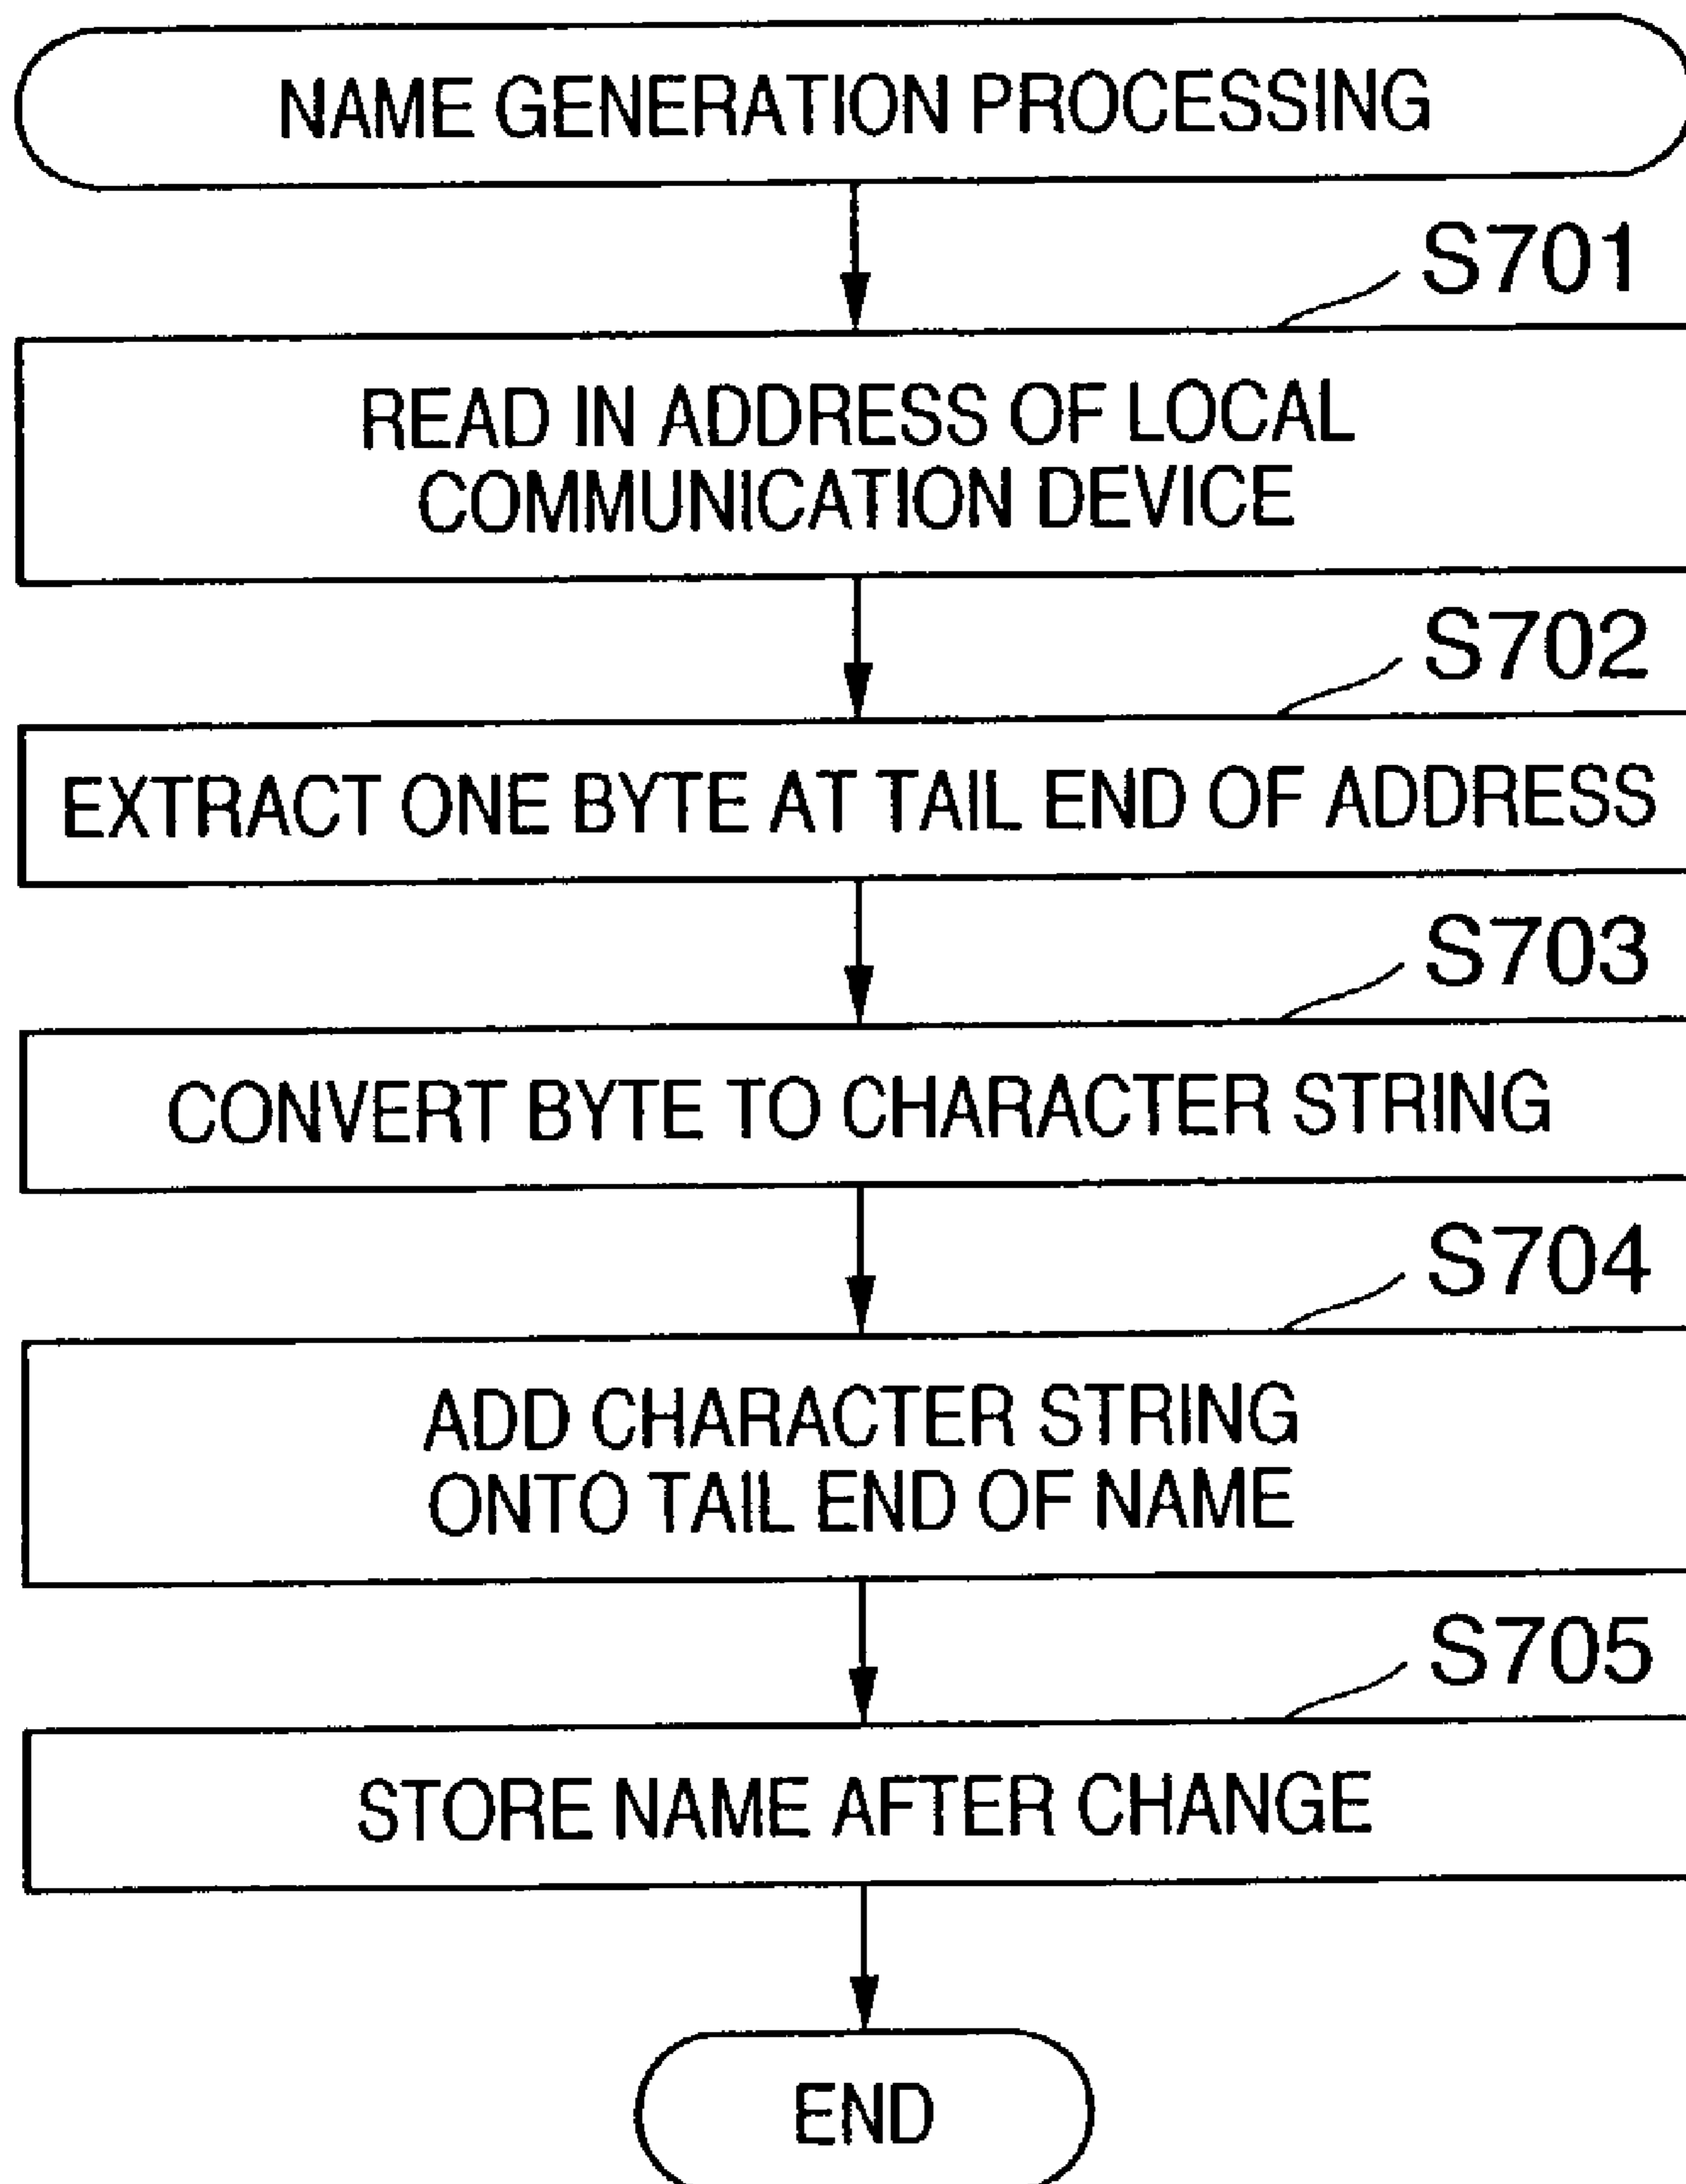 NAME GENERATION PROCESSING
S701
READ IN ADDRESS OF LOCAL
COMMUNICATION DEVICE
S702
EXTRACT ONE BYTE AT TAIL END OF ADDRESS
S703
CONVERT BYTE TO CHARACTER STRING
S704
ADD CHARACTER STRING
ONTO TAIL END OF NAME
S705
STORE NAME AFTER CHANGE
END